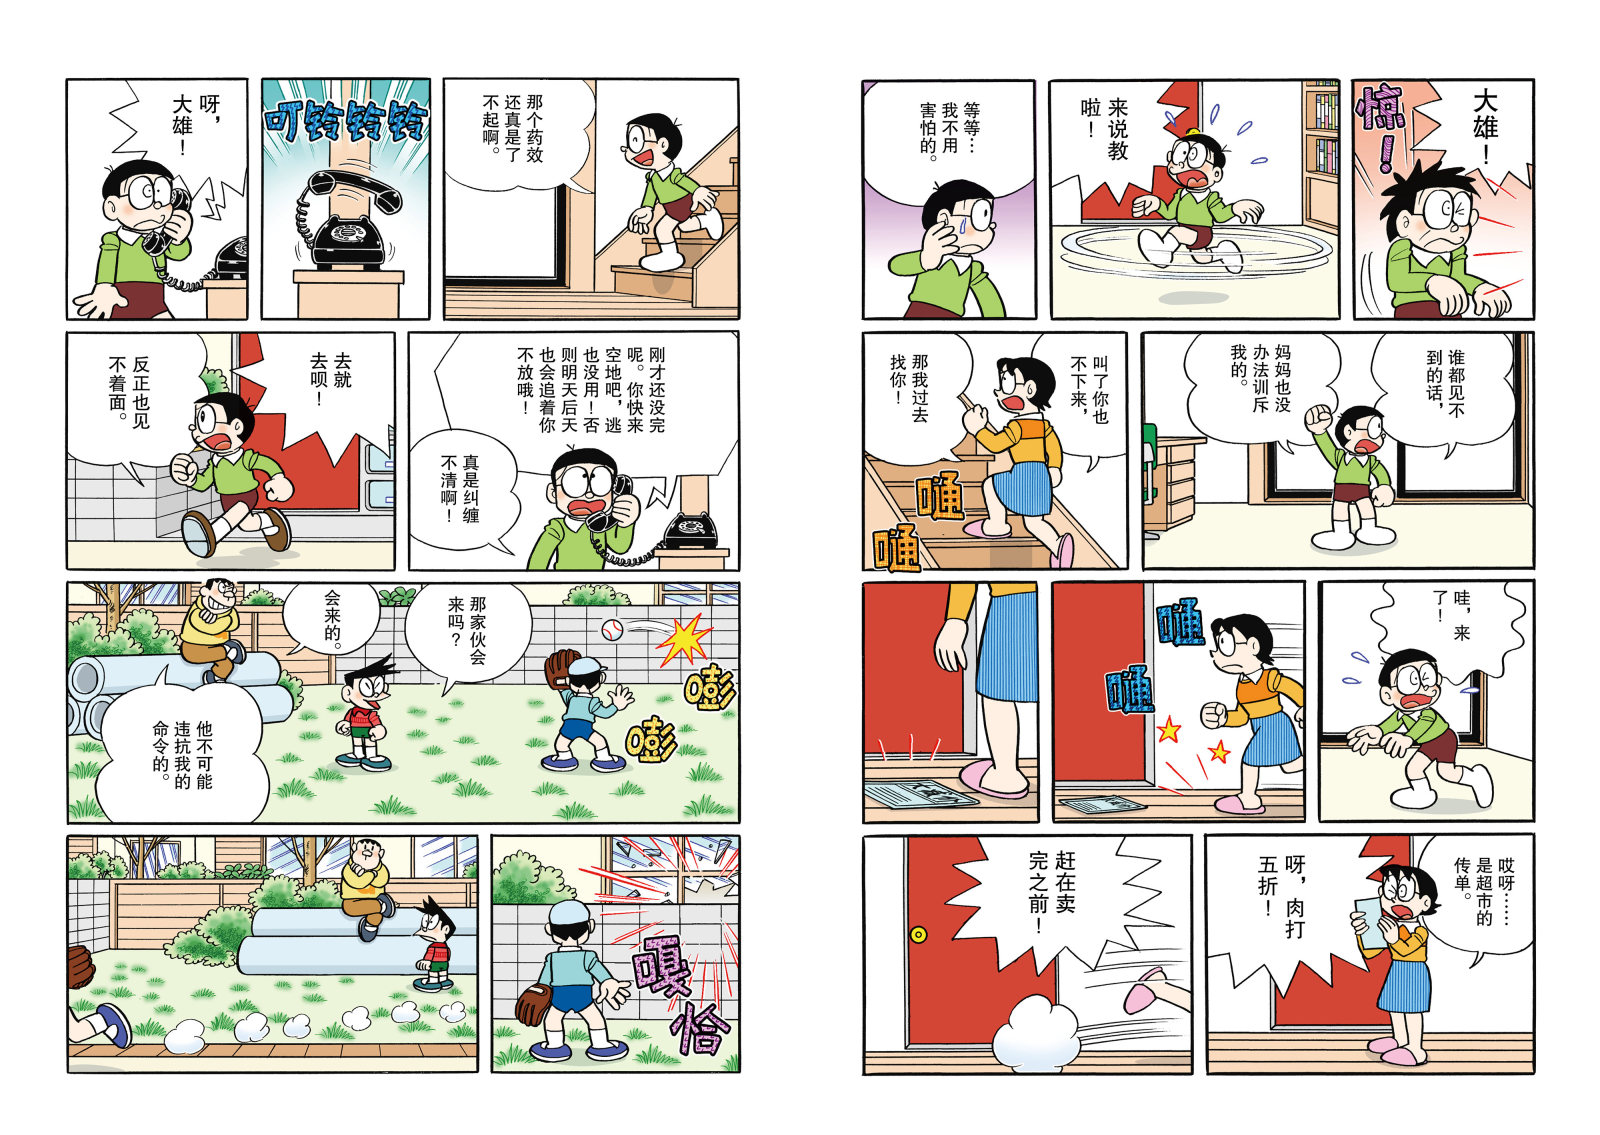 大雄！
惊！
来说教
啦！
等等…
我不用
害怕的。
谁都见不
到的话，
妈妈也没
办法训斥
我的。
叫了你也
不下来，
那我过去
找你！
嗵
嗵
哇，来
了！
嗵
嗵
哎呀……
是超市的
传单。
呀，肉打
五折！
赶在卖
完之前！
那个药效
还真是了
不起啊。
叮铃铃铃
呀，
大雄！
刚才还没完
呢。你快来
空地吧，逃
也没用！否
则明天后天
也会追着你
不放哦！
真是纠缠
不清啊！
去就
去呗！
反正也见
不着面。
嘭
嘭
那家伙会
来吗？
会来的。
他不可能
违抗我的
命令的。
嘎
恰